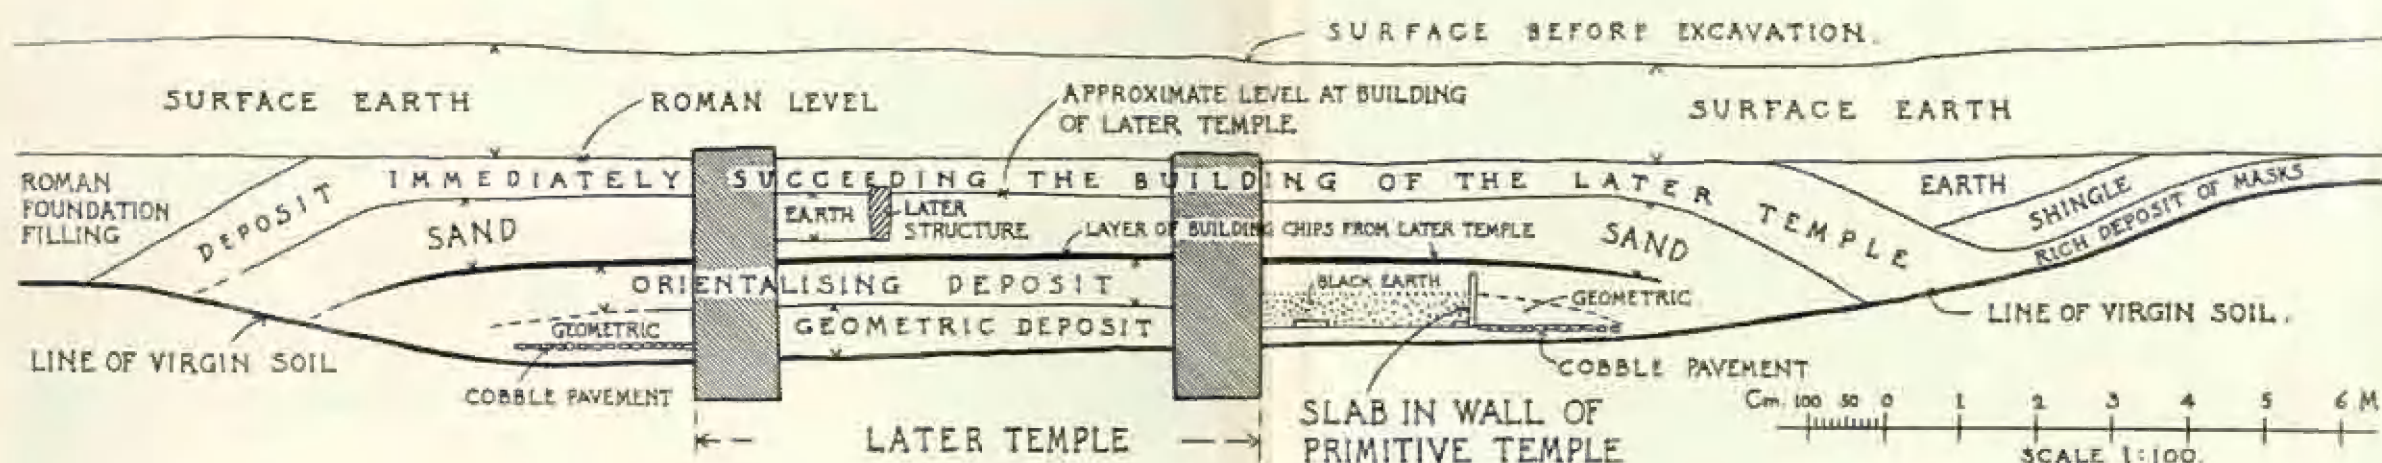 SURFACE BEFORE EXCAVATION.
SURFACE EARTH
ROMAN LEVEL
APPROXIMATE LEVEL AT BUILDING
OF LATER TEMPLE
SURFACE EARTH
ROMAN
FOUNDATION
FILLING
DEPOSIT IMMEDIATELY SUCCEEDING THE BUILDING OF THE LATER TEMPLE
EARTH
SHINGLE
RICH DEPOSIT OF MASKS
SAND
EARTH
LATER
STRUCTURE
LAYER OF BUILDING CHIPS FROM LATER TEMPLE
SAND
ORIENTALISING DEPOSIT
BLACK EARTH
GEOMETRIC
GEOMETRIC
GEOMETRIC DEPOSIT
LINE OF VIRGIN SOIL
LINE OF VIRGIN SOIL.
COBBLE PAVEMENT
COBBLE PAVEMENT
SLAB IN WALL OF
PRIMITIVE TEMPLE
LATER TEMPLE
Cm. 100 50 0 1 2 3 4 5 6 M
SCALE 1:100.